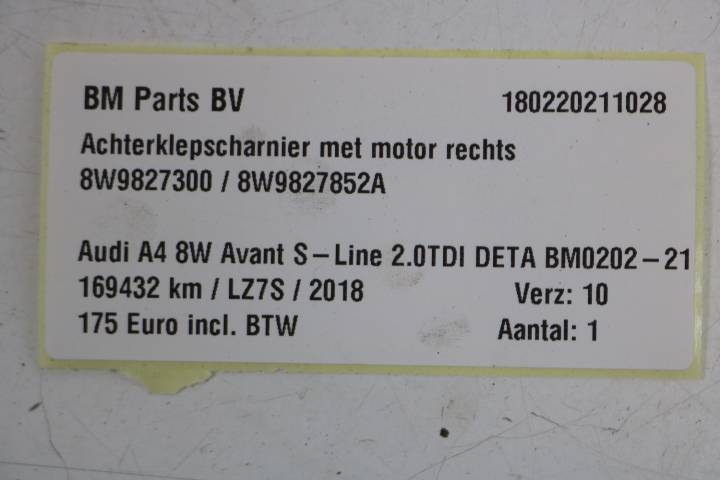 BM Parts BV 180220211028
Achterklepscharnier met motor rechts
8W9827300 / 8W9827852A
Audi A4 8W Avant S-Line 2.0TDI DETA BM0202-21
169432 km / LZ7S / 2018 Verz: 10
175 Euro incl. BTW Aantal: 1